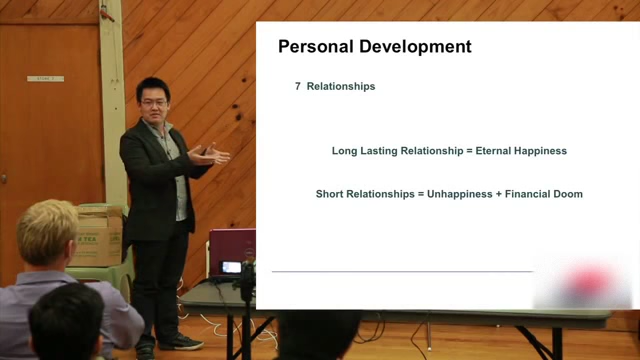 Personal Development
7 Relationships
Long Lasting Relationship = Eternal Happiness
Short Relationships = Unhappiness + Financial Doom